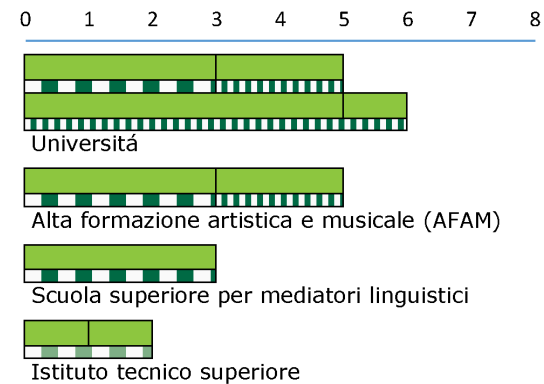 0 1 2 3 4 5 6 7 8
Universitá
Alta formazione artistica e musicale (AFAM)
Scuola superiore per mediatori linguistici
Istituto tecnico superiore